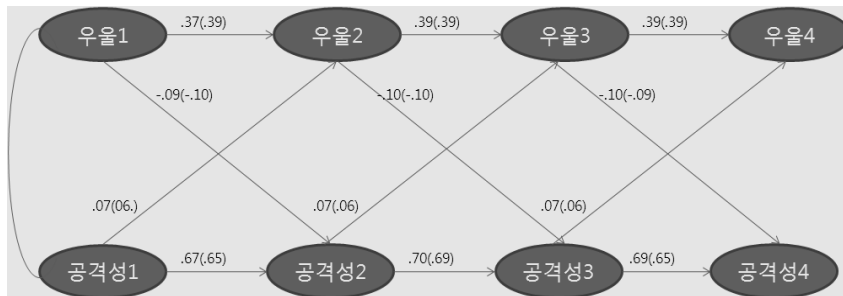 우울1 .37(.39) 우울2 .39(.39) 우울3 .39(.39) 우울4
-.09(-.10) -.10(-.10) -.10(-.09)
.07(06.) .07(.06) .07(.06)
공격성1 .67(.65) 공격성2 .70(.69) 공격성3 .69(.65) 공격성4